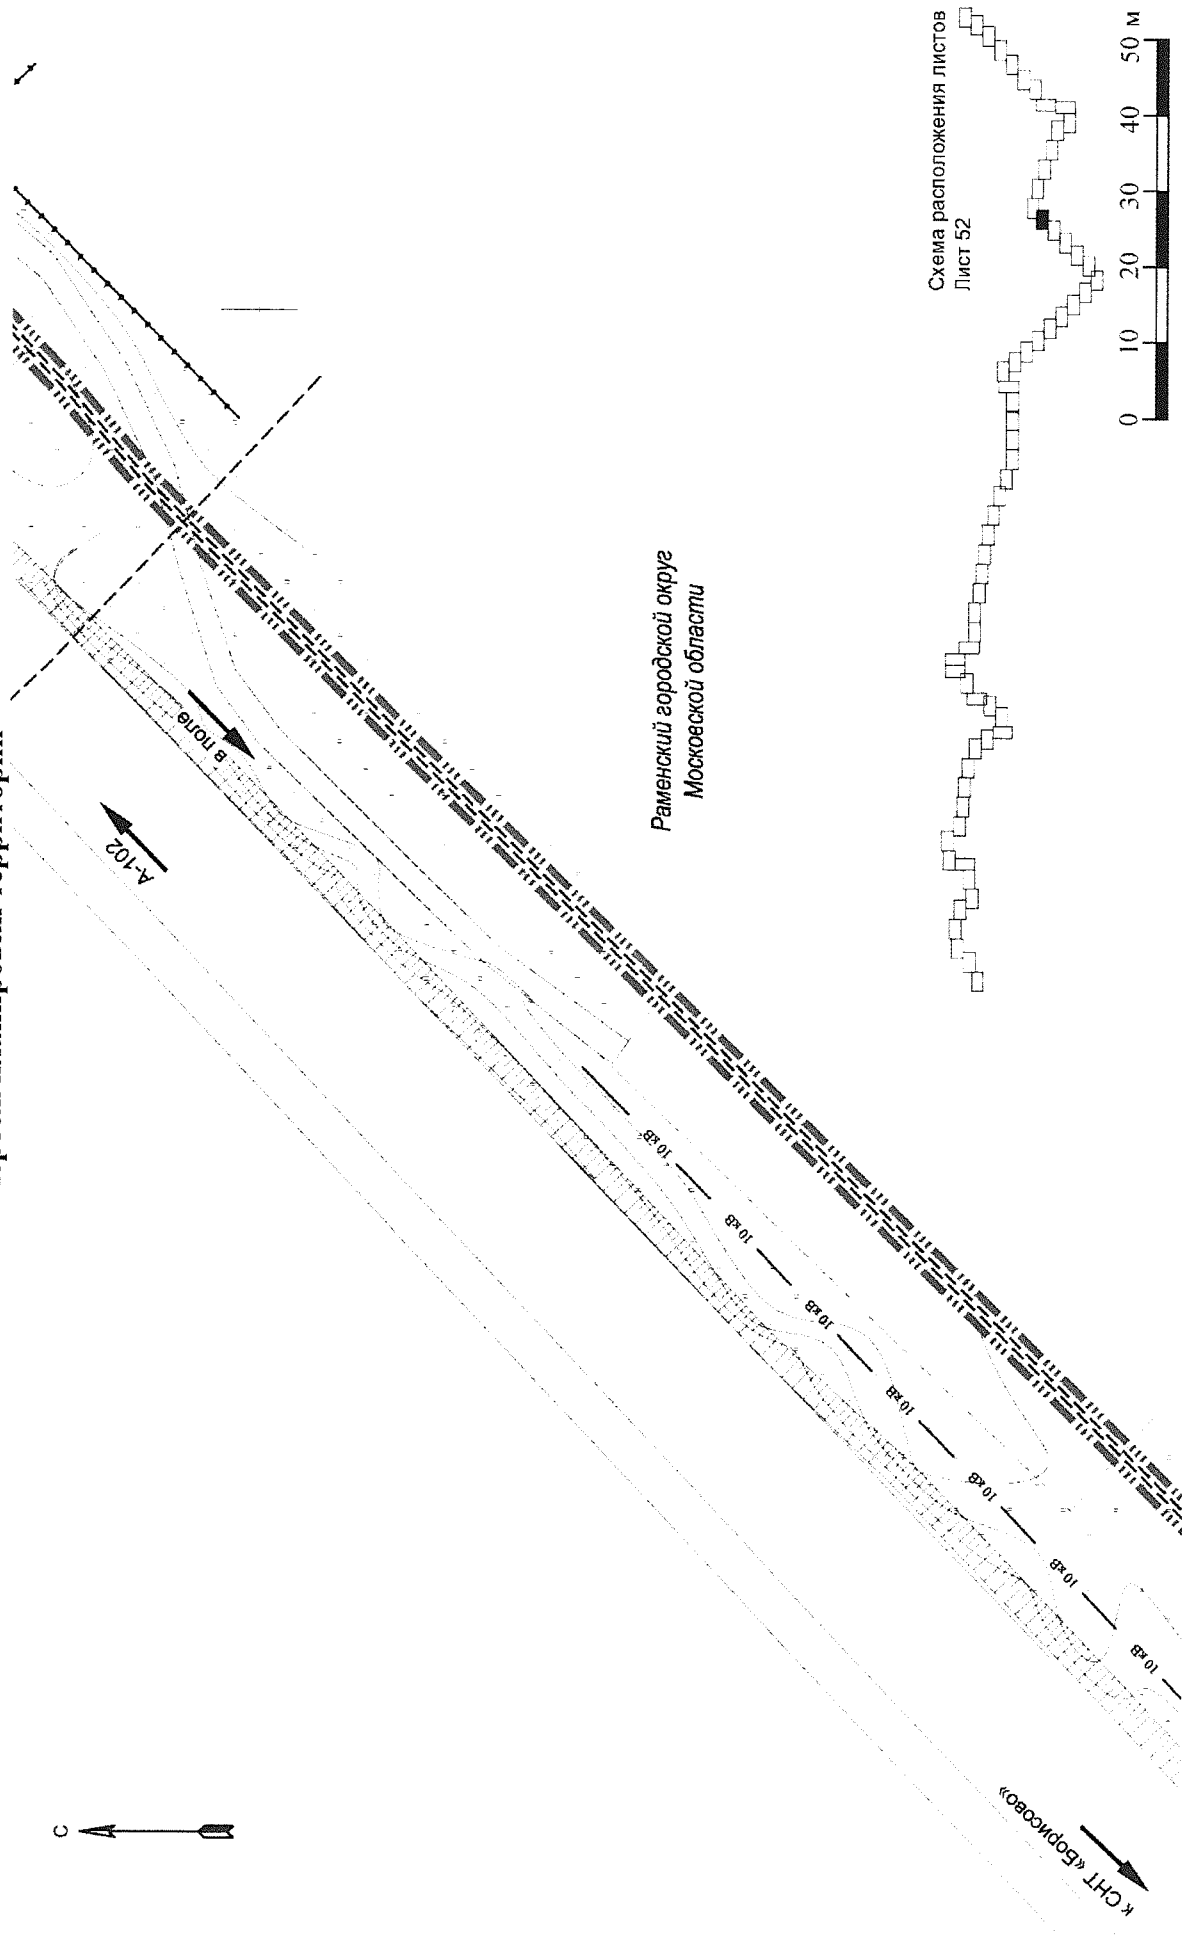 С
А-102
В поле
Раменский городской округ
Московской области
10 кВ
10 кВ
10 кВ
10 кВ
10 кВ
10 кВ
10 кВ
к СНТ «Борисово»
Схема расположения листов
Лист 52
0 10 20 30 40 50 м